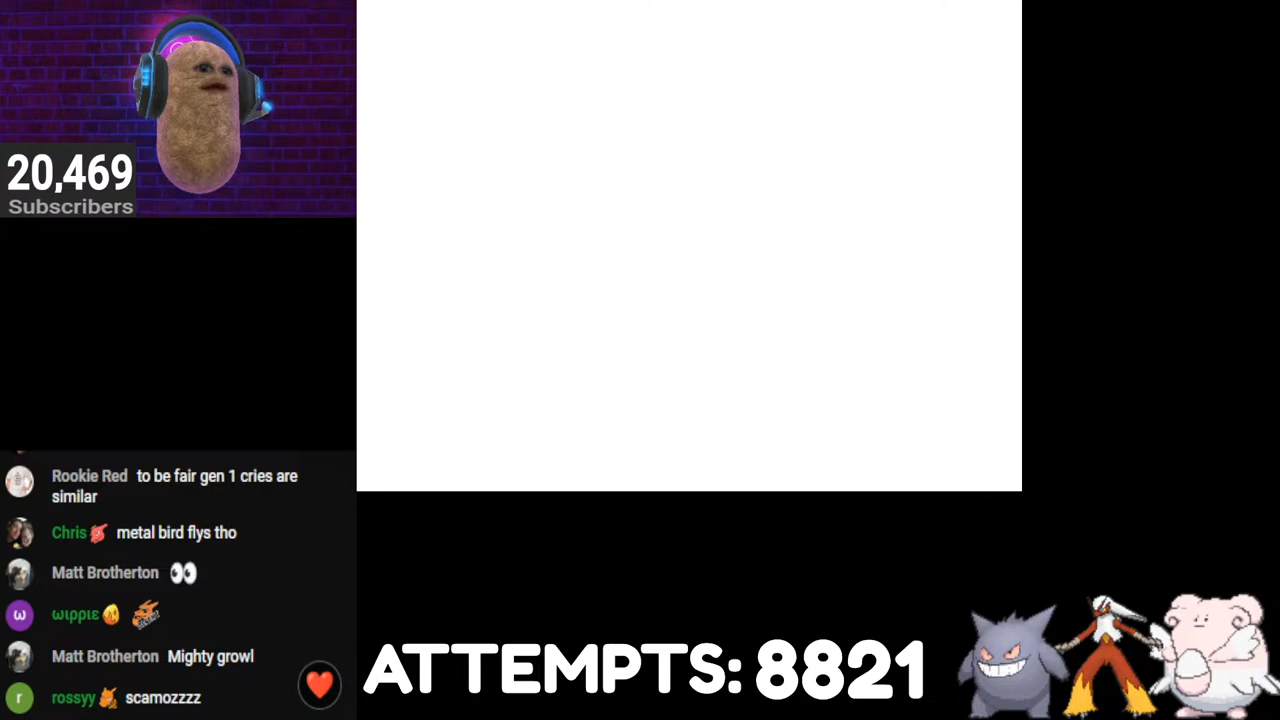 20,469
Subscribers
Rookie Red to be fair gen 1 cries are
similar
Chris metal bird flys tho
Matt Brotherton
ω ωιρριε
Matt Brotherton Mighty growl
r rossyy scamozzzz
ATTEMPTS: 8821